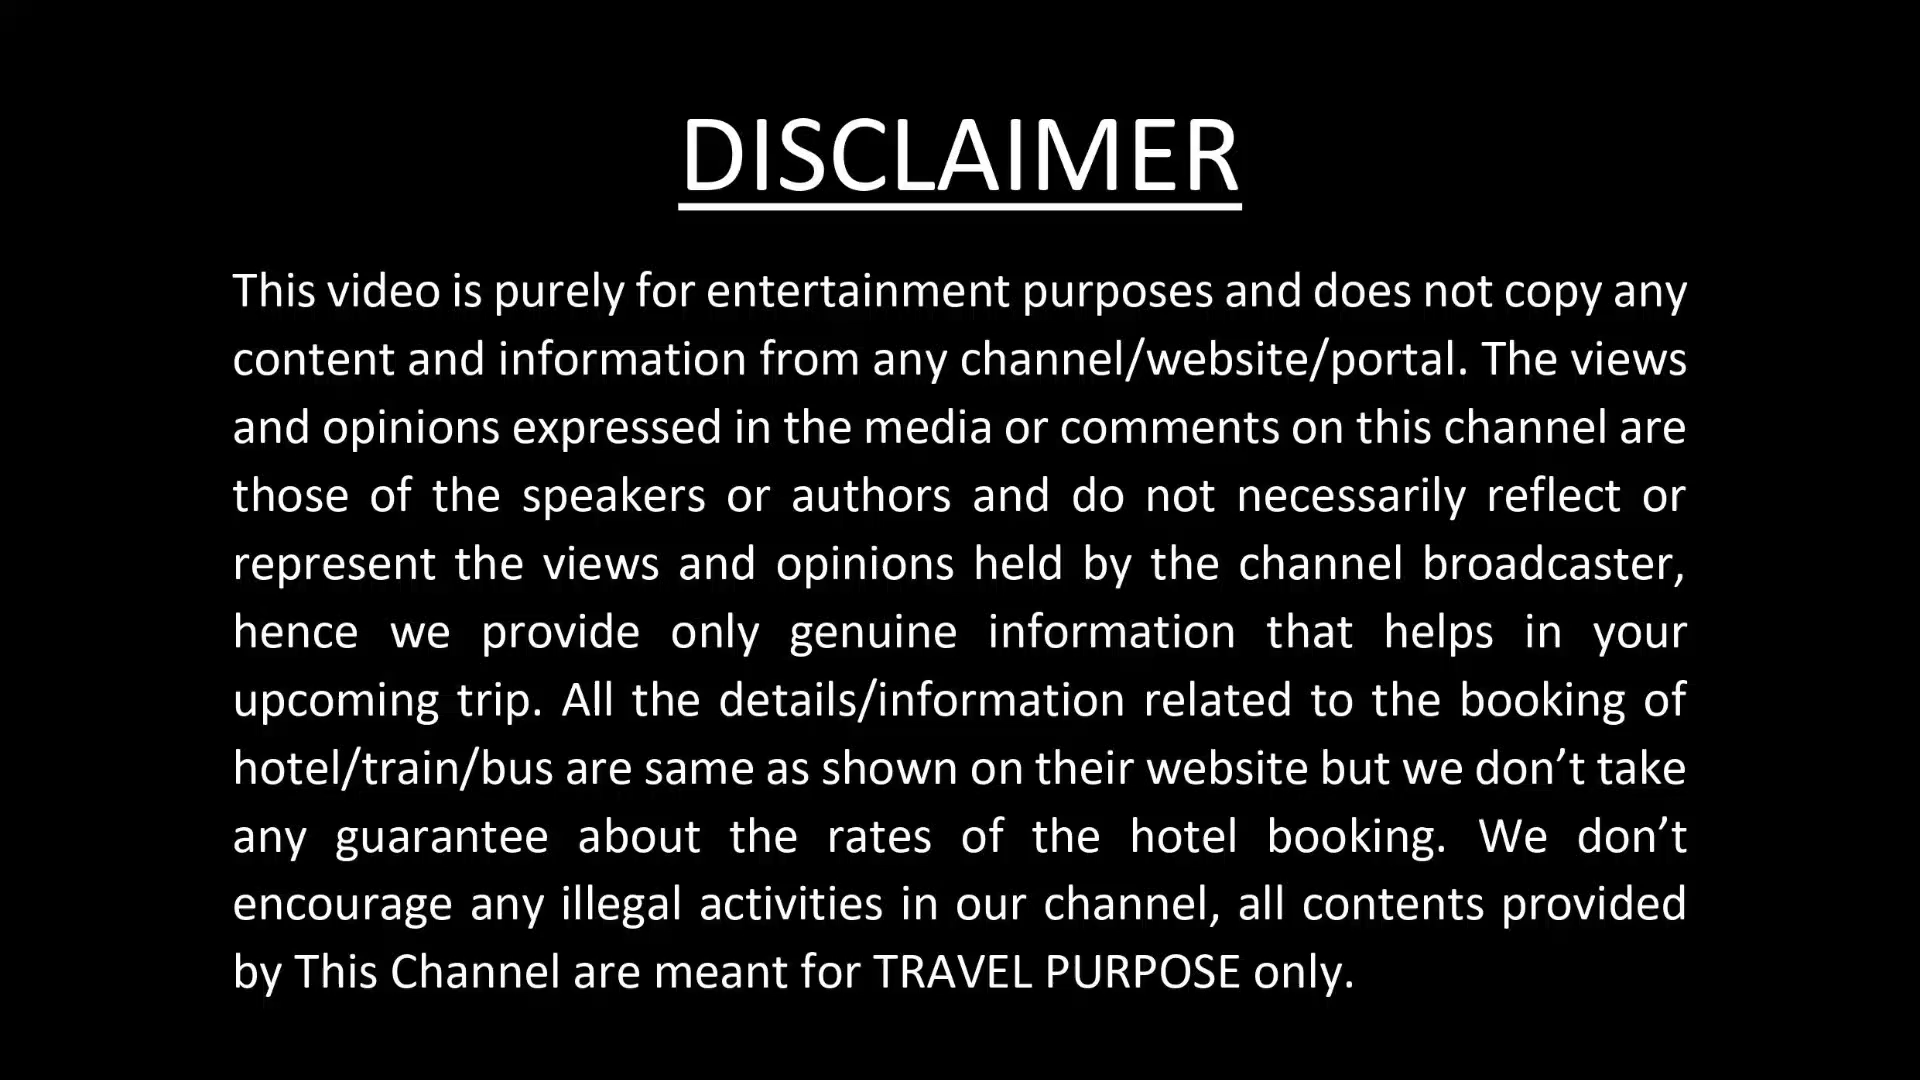 DISCLAIMER
This video is purely for entertainment purposes and does not copy any
content and information from any channel/website/portal. The views
and opinions expressed in the media or comments on this channel are
those of the speakers or authors and do not necessarily reflect or
represent the views and opinions held by the channel broadcaster,
hence we provide only genuine information that helps in your
upcoming trip. All the details/information related to the booking of
hotel/train/bus are same as shown on their website but we don’t take
any guarantee about the rates of the hotel booking. We don’t
encourage any illegal activities in our channel, all contents provided
by This Channel are meant for TRAVEL PURPOSE only.